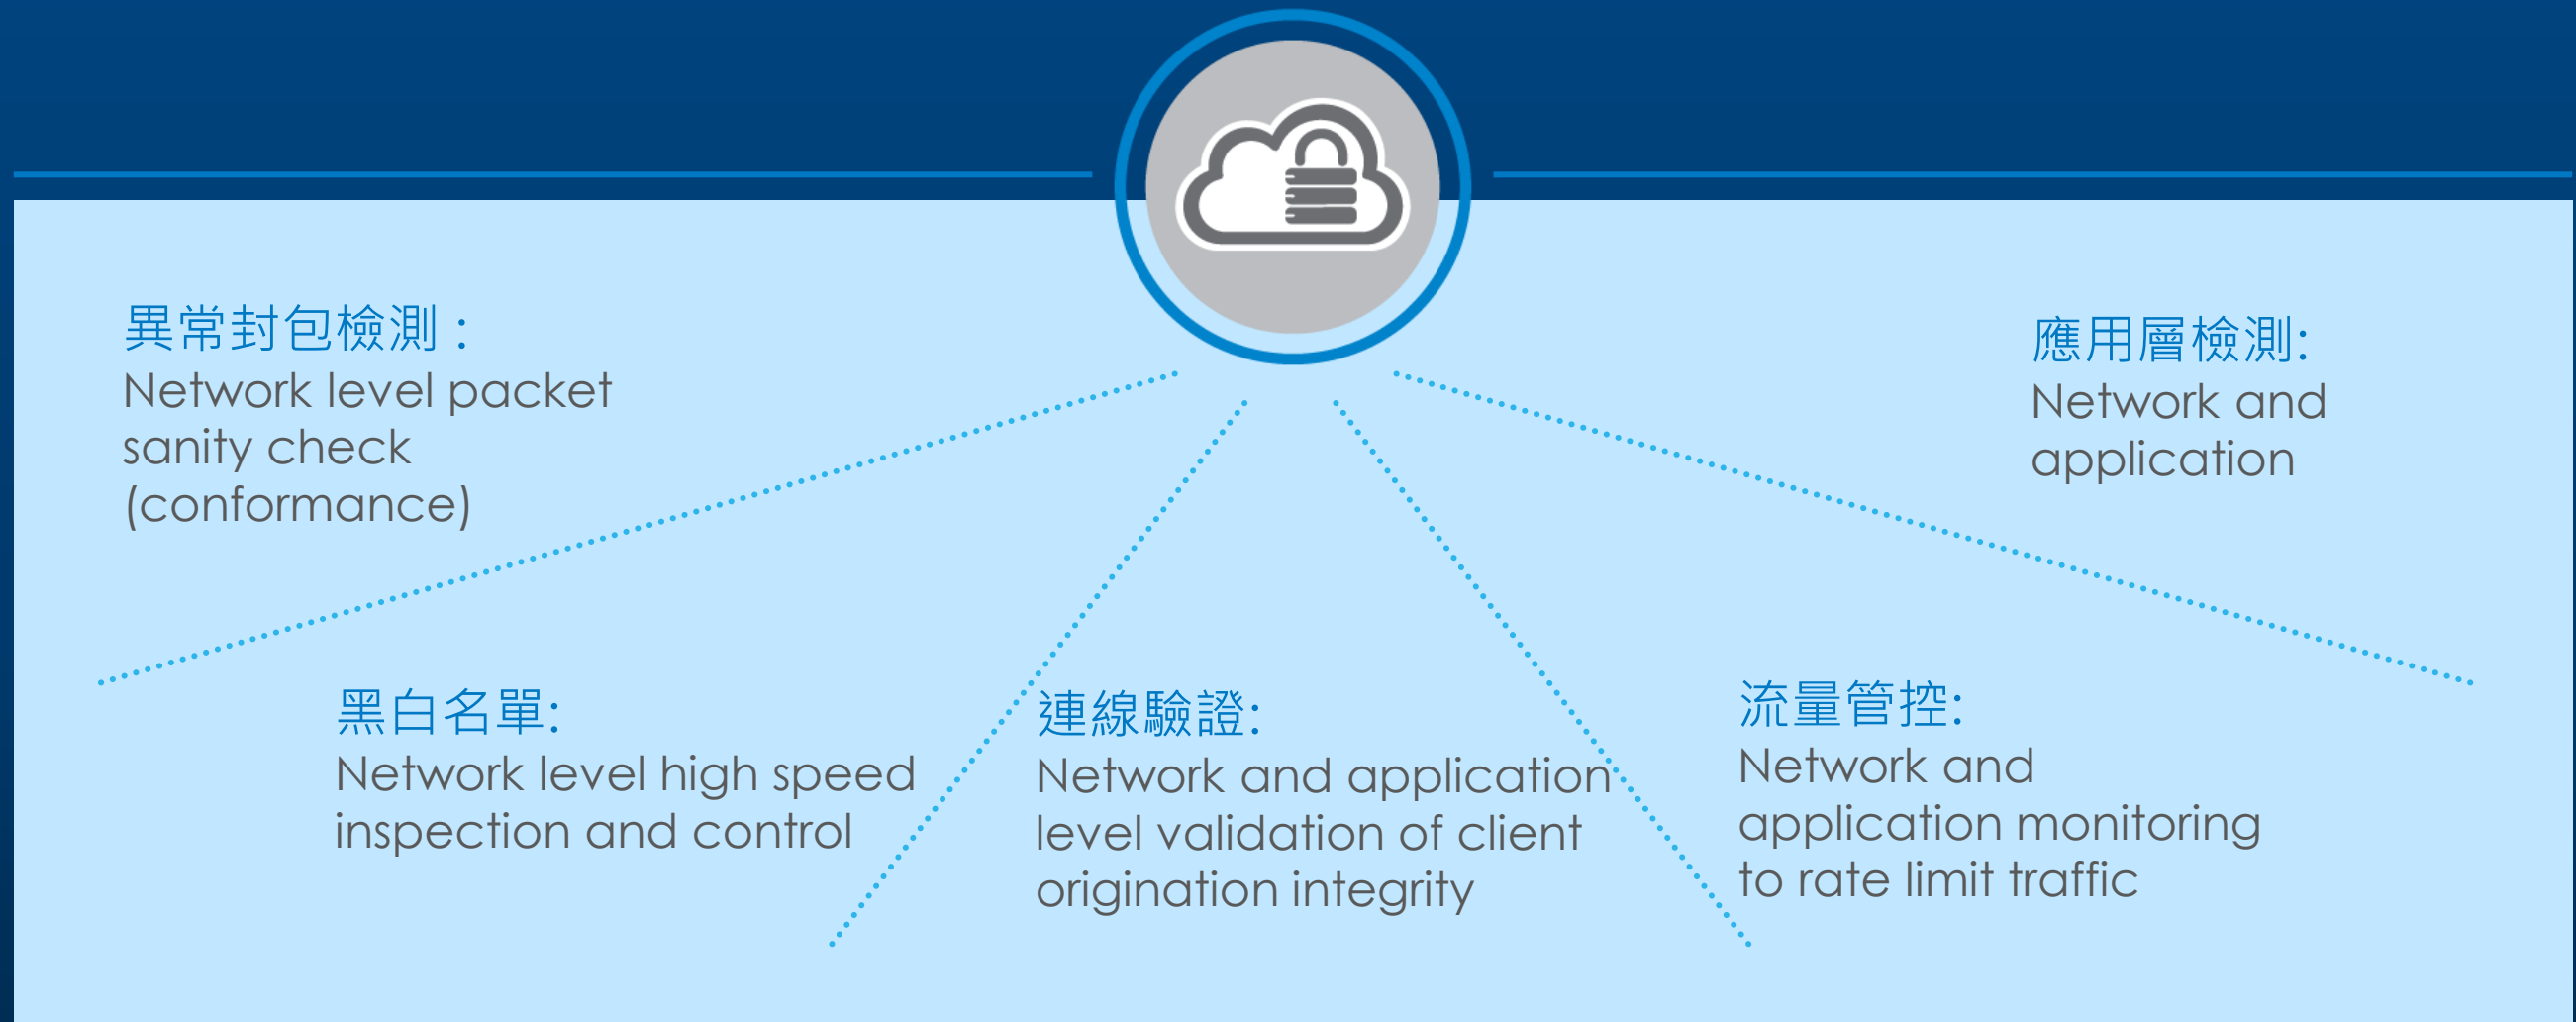 異常封包檢測 :
Network level packet
sanity check
(conformance)
黑白名單:
Network level high speed
inspection and control
連線驗證:
Network and application
level validation of client
origination integrity
流量管控:
Network and
application monitoring
to rate limit traffic
應用層檢測:
Network and
application